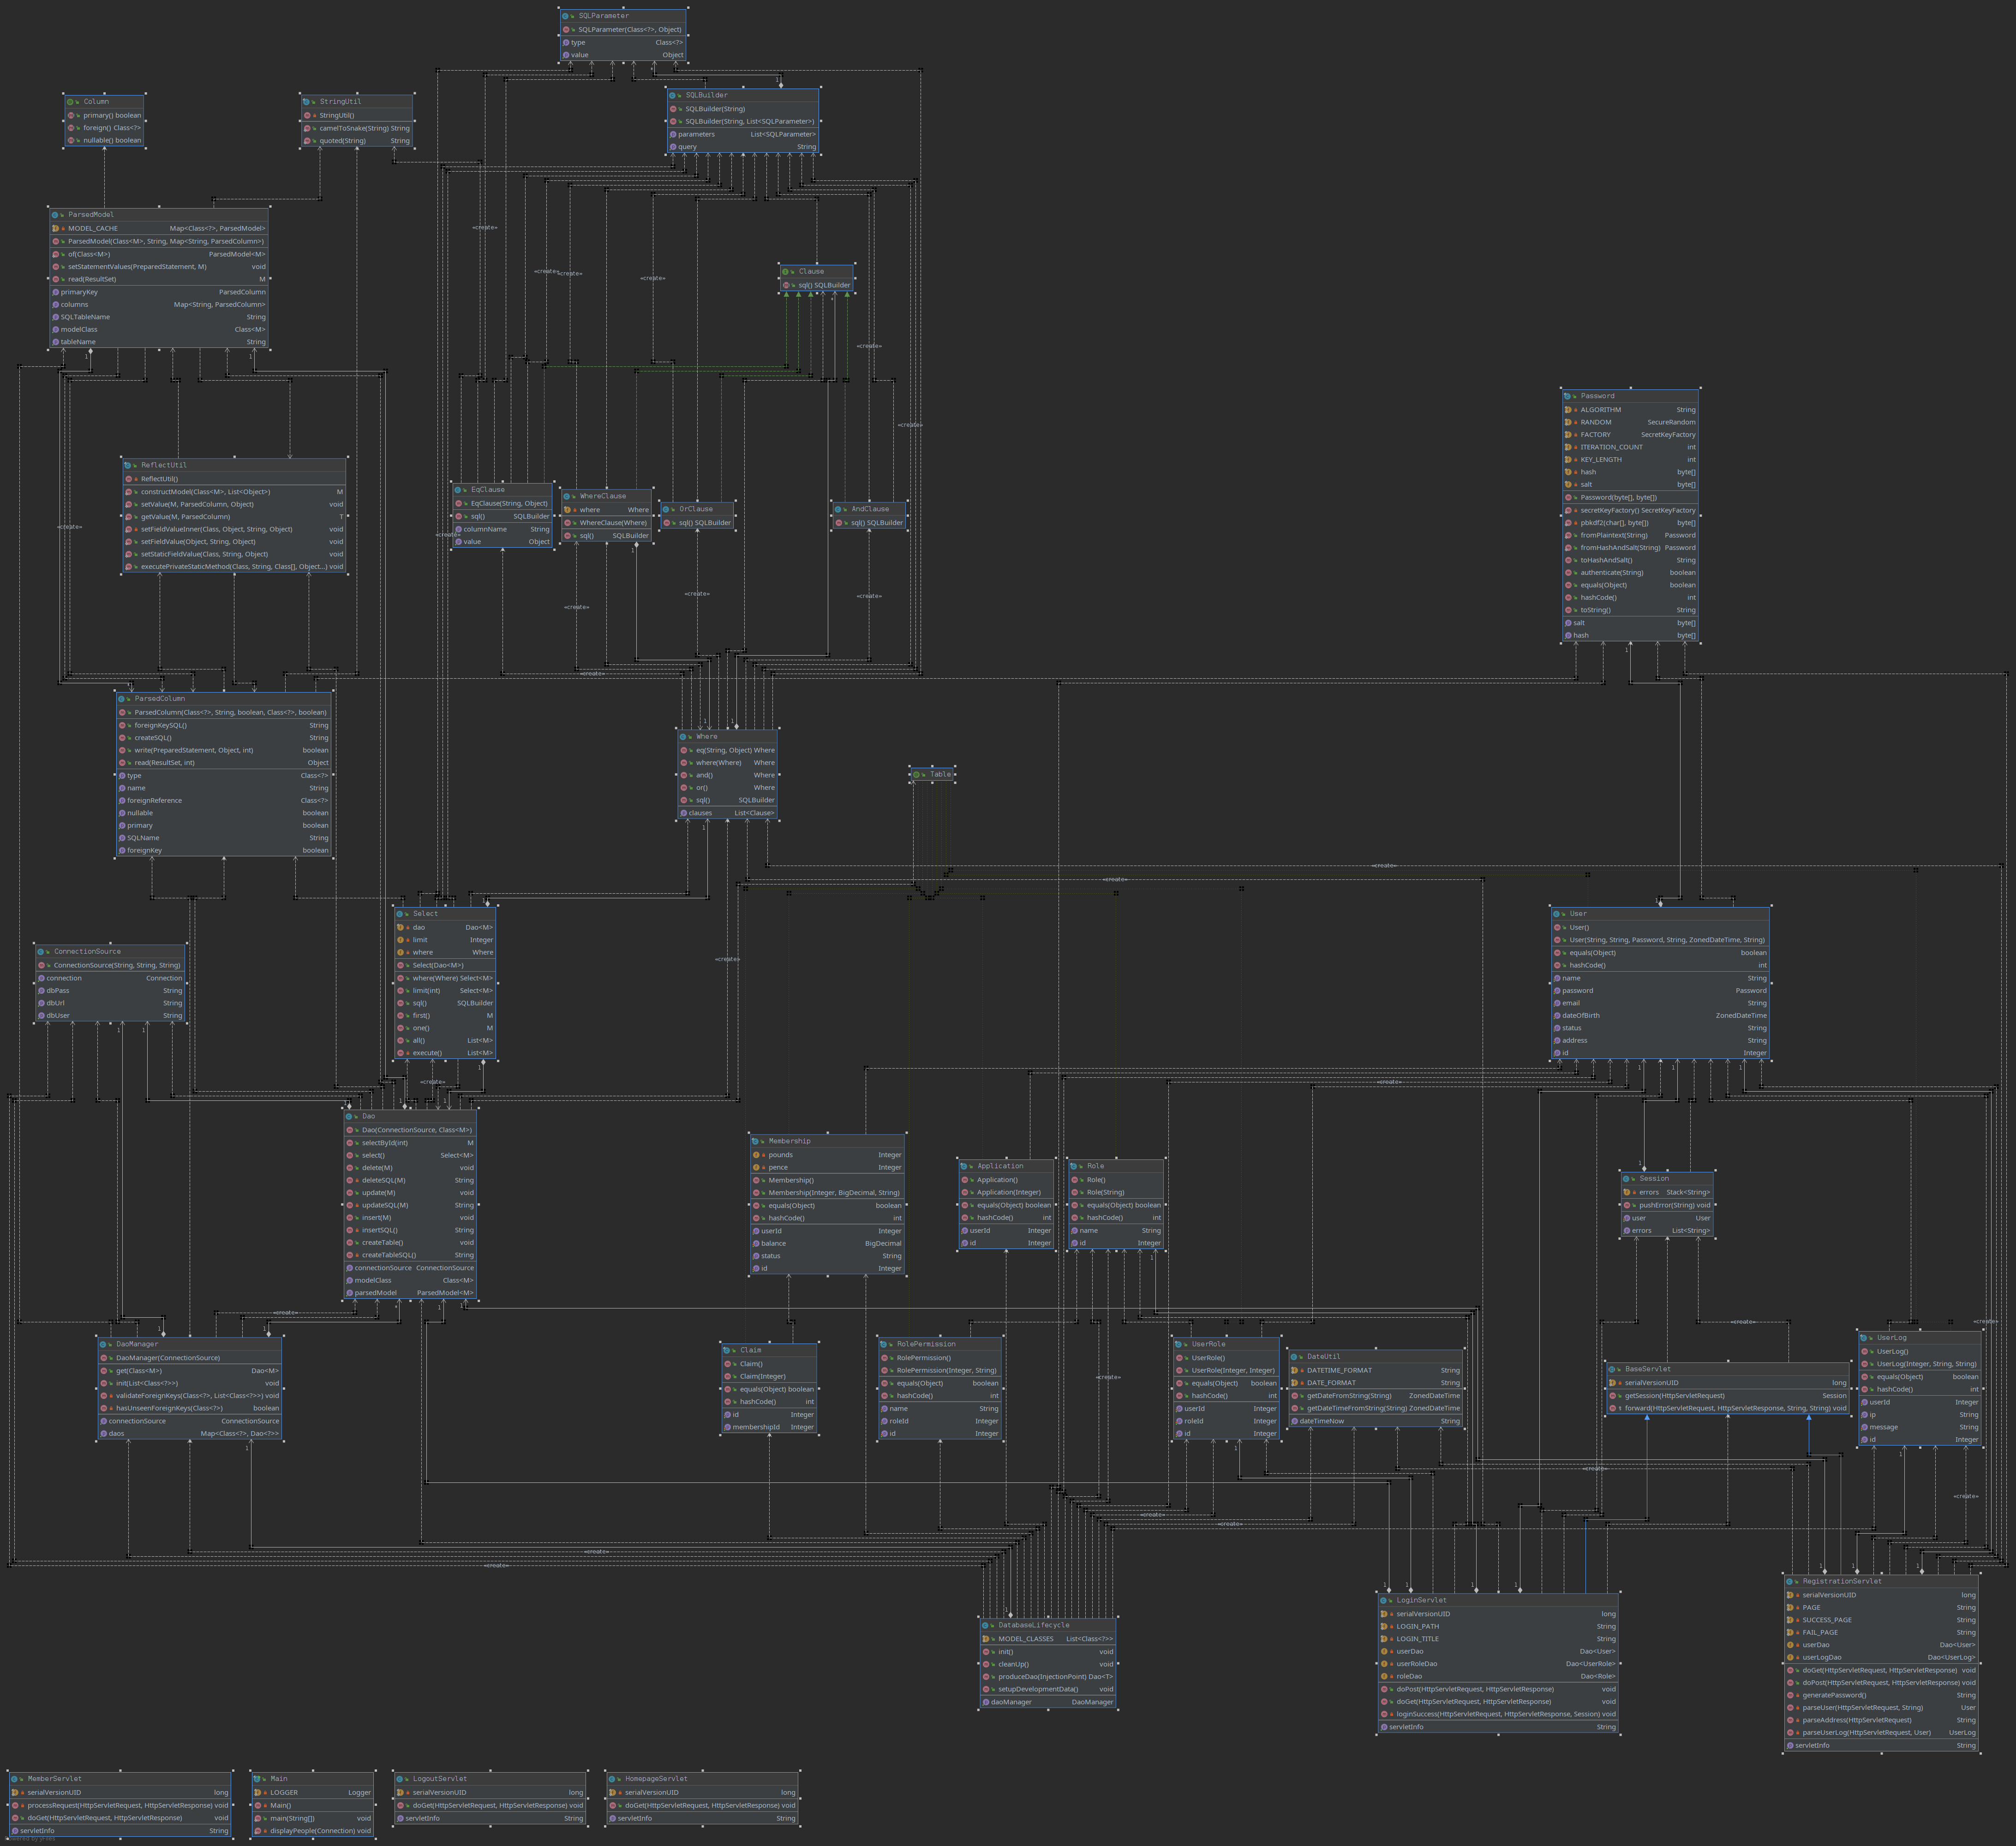 SQLParameter
SQLParameter(Class<?>, Object)
type Class<?>
value Object
Column
primary() boolean
foreign() Class<?>
nullable() boolean
StringUtil
StringUtil()
camelToSnake(String) String
quoted(String) String
SQLBuilder
SQLBuilder(String)
SQLBuilder(String, List<SQLParameter>)
parameters List<SQLParameter>
query String
ParsedModel
MODEL_CACHE Map<Class<?>, ParsedModel>
ParsedModel(Class<M>, String, Map<String, ParsedColumn>)
of(Class<M>) ParsedModel<M>
setStatementValues(PreparedStatement, M) void
read(ResultSet) M
primaryKey ParsedColumn
columns Map<String, ParsedColumn>
SQLTableName String
modelClass Class<M>
tableName String
Clause
sql() SQLBuilder
Password
ALGORITHM String
RANDOM SecureRandom
FACTORY SecretKeyFactory
ITERATION_COUNT int
KEY_LENGTH int
hash byte[]
salt byte[]
Password(byte[], byte[])
secretKeyFactory() SecretKeyFactory
pbkdf2(char[], byte[]) byte[]
fromPlaintext(String) Password
fromHashAndSalt(String) Password
toHashAndSalt() String
authenticate(String) boolean
equals(Object) boolean
hashCode() int
toString() String
salt byte[]
hash byte[]
ReflectUtil
ReflectUtil()
constructModel(Class<M>, List<Object>) M
setValue(M, ParsedColumn, Object) void
getValue(M, ParsedColumn) T
setFieldValueInner(Class, Object, String, Object) void
setFieldValue(Object, String, Object) void
setStaticFieldValue(Class, String, Object) void
executePrivateStaticMethod(Class, String, Class[], Object...) void
EqClause
EqClause(String, Object)
sql() SQLBuilder
columnName String
value Object
WhereClause
where Where
WhereClause(Where)
sql() SQLBuilder
OrClause
sql() SQLBuilder
AndClause
sql() SQLBuilder
ParsedColumn
ParsedColumn(Class<?>, String, boolean, Class<?>, boolean)
foreignKeySQL() String
createSQL() String
write(PreparedStatement, Object, int) boolean
read(ResultSet, int) Object
type Class<?>
name String
foreignReference Class<?>
nullable boolean
primary boolean
SQLName String
foreignKey boolean
Where
eq(String, Object) Where
where(Where) Where
and() Where
or() Where
sql() SQLBuilder
clauses List<Clause>
Table
ConnectionSource
ConnectionSource(String, String, String)
connection Connection
dbPass String
dbUrl String
dbUser String
Select
dao Dao<M>
limit Integer
where Where
Select(Dao<M>)
where(Where) Select<M>
limit(int) Select<M>
sql() SQLBuilder
first() M
one() M
all() List<M>
execute() List<M>
User
User()
User(String, String, Password, String, ZonedDateTime, String)
equals(Object) boolean
hashCode() int
name String
password Password
email String
dateOfBirth ZonedDateTime
status String
address String
id Integer
Dao
Dao(ConnectionSource, Class<M>)
selectById(int) M
select() Select<M>
delete(M) void
deleteSQL(M) String
update(M) void
updateSQL(M) String
insert(M) void
insertSQL() String
createTable() void
createTableSQL() String
connectionSource ConnectionSource
modelClass Class<M>
parsedModel ParsedModel<M>
Membership
pounds Integer
pence Integer
Membership()
Membership(Integer, BigDecimal, String)
equals(Object) boolean
hashCode() int
userId Integer
balance BigDecimal
status String
id Integer
Application
Application()
Application(Integer)
equals(Object) boolean
hashCode() int
userId Integer
id Integer
Role
Role()
Role(String)
equals(Object) boolean
hashCode() int
name String
id Integer
Session
errors Stack<String>
pushError(String) void
user User
errors List<String>
DaoManager
DaoManager(ConnectionSource)
get(Class<M>) Dao<M>
init(List<Class<?>>) void
validateForeignKeys(Class<?>, List<Class<?>>) void
hasUnseenForeignKeys(Class<?>) boolean
connectionSource ConnectionSource
daos Map<Class<?>, Dao<?>>
Claim
Claim()
Claim(Integer)
equals(Object) boolean
hashCode() int
id Integer
membershipId Integer
RolePermission
RolePermission()
RolePermission(Integer, String)
equals(Object) boolean
hashCode() int
name String
roleId Integer
id Integer
UserRole
UserRole()
UserRole(Integer, Integer)
equals(Object) boolean
hashCode() int
userId Integer
roleId Integer
id Integer
DateUtil
DATETIME_FORMAT String
DATE_FORMAT String
getDateFromString(String) ZonedDateTime
getDateTimeFromString(String) ZonedDateTime
dateTimeNow String
BaseServlet
serialVersionUID long
getSession(HttpServletRequest) Session
forward(HttpServletRequest, HttpServletResponse, String, String) void
UserLog
UserLog()
UserLog(Integer, String, String)
equals(Object) boolean
hashCode() int
userId Integer
ip String
message String
id Integer
DatabaseLifecycle
MODEL_CLASSES List<Class<?>>
init() void
cleanUp() void
produceDao(InjectionPoint) Dao<T>
setupDevelopmentData() void
daoManager DaoManager
LoginServlet
serialVersionUID long
LOGIN_PATH String
LOGIN_TITLE String
userDao Dao<User>
userRoleDao Dao<UserRole>
roleDao Dao<Role>
doPost(HttpServletRequest, HttpServletResponse) void
doGet(HttpServletRequest, HttpServletResponse) void
loginSuccess(HttpServletRequest, HttpServletResponse, Session) void
servletInfo String
RegistrationServlet
serialVersionUID long
PAGE String
SUCCESS_PAGE String
FAIL_PAGE String
userDao Dao<User>
userLogDao Dao<UserLog>
doGet(HttpServletRequest, HttpServletResponse) void
doPost(HttpServletRequest, HttpServletResponse) void
generatePassword() String
parseUser(HttpServletRequest, String) User
parseAddress(HttpServletRequest) String
parseUserLog(HttpServletRequest, User) UserLog
servletInfo String
MemberServlet
serialVersionUID long
processRequest(HttpServletRequest, HttpServletResponse) void
doGet(HttpServletRequest, HttpServletResponse) void
servletInfo String
Main
LOGGER Logger
Main()
main(String[]) void
displayPeople(Connection) void
LogoutServlet
serialVersionUID long
doGet(HttpServletRequest, HttpServletResponse) void
servletInfo String
HomepageServlet
serialVersionUID long
doGet(HttpServletRequest, HttpServletResponse) void
servletInfo String